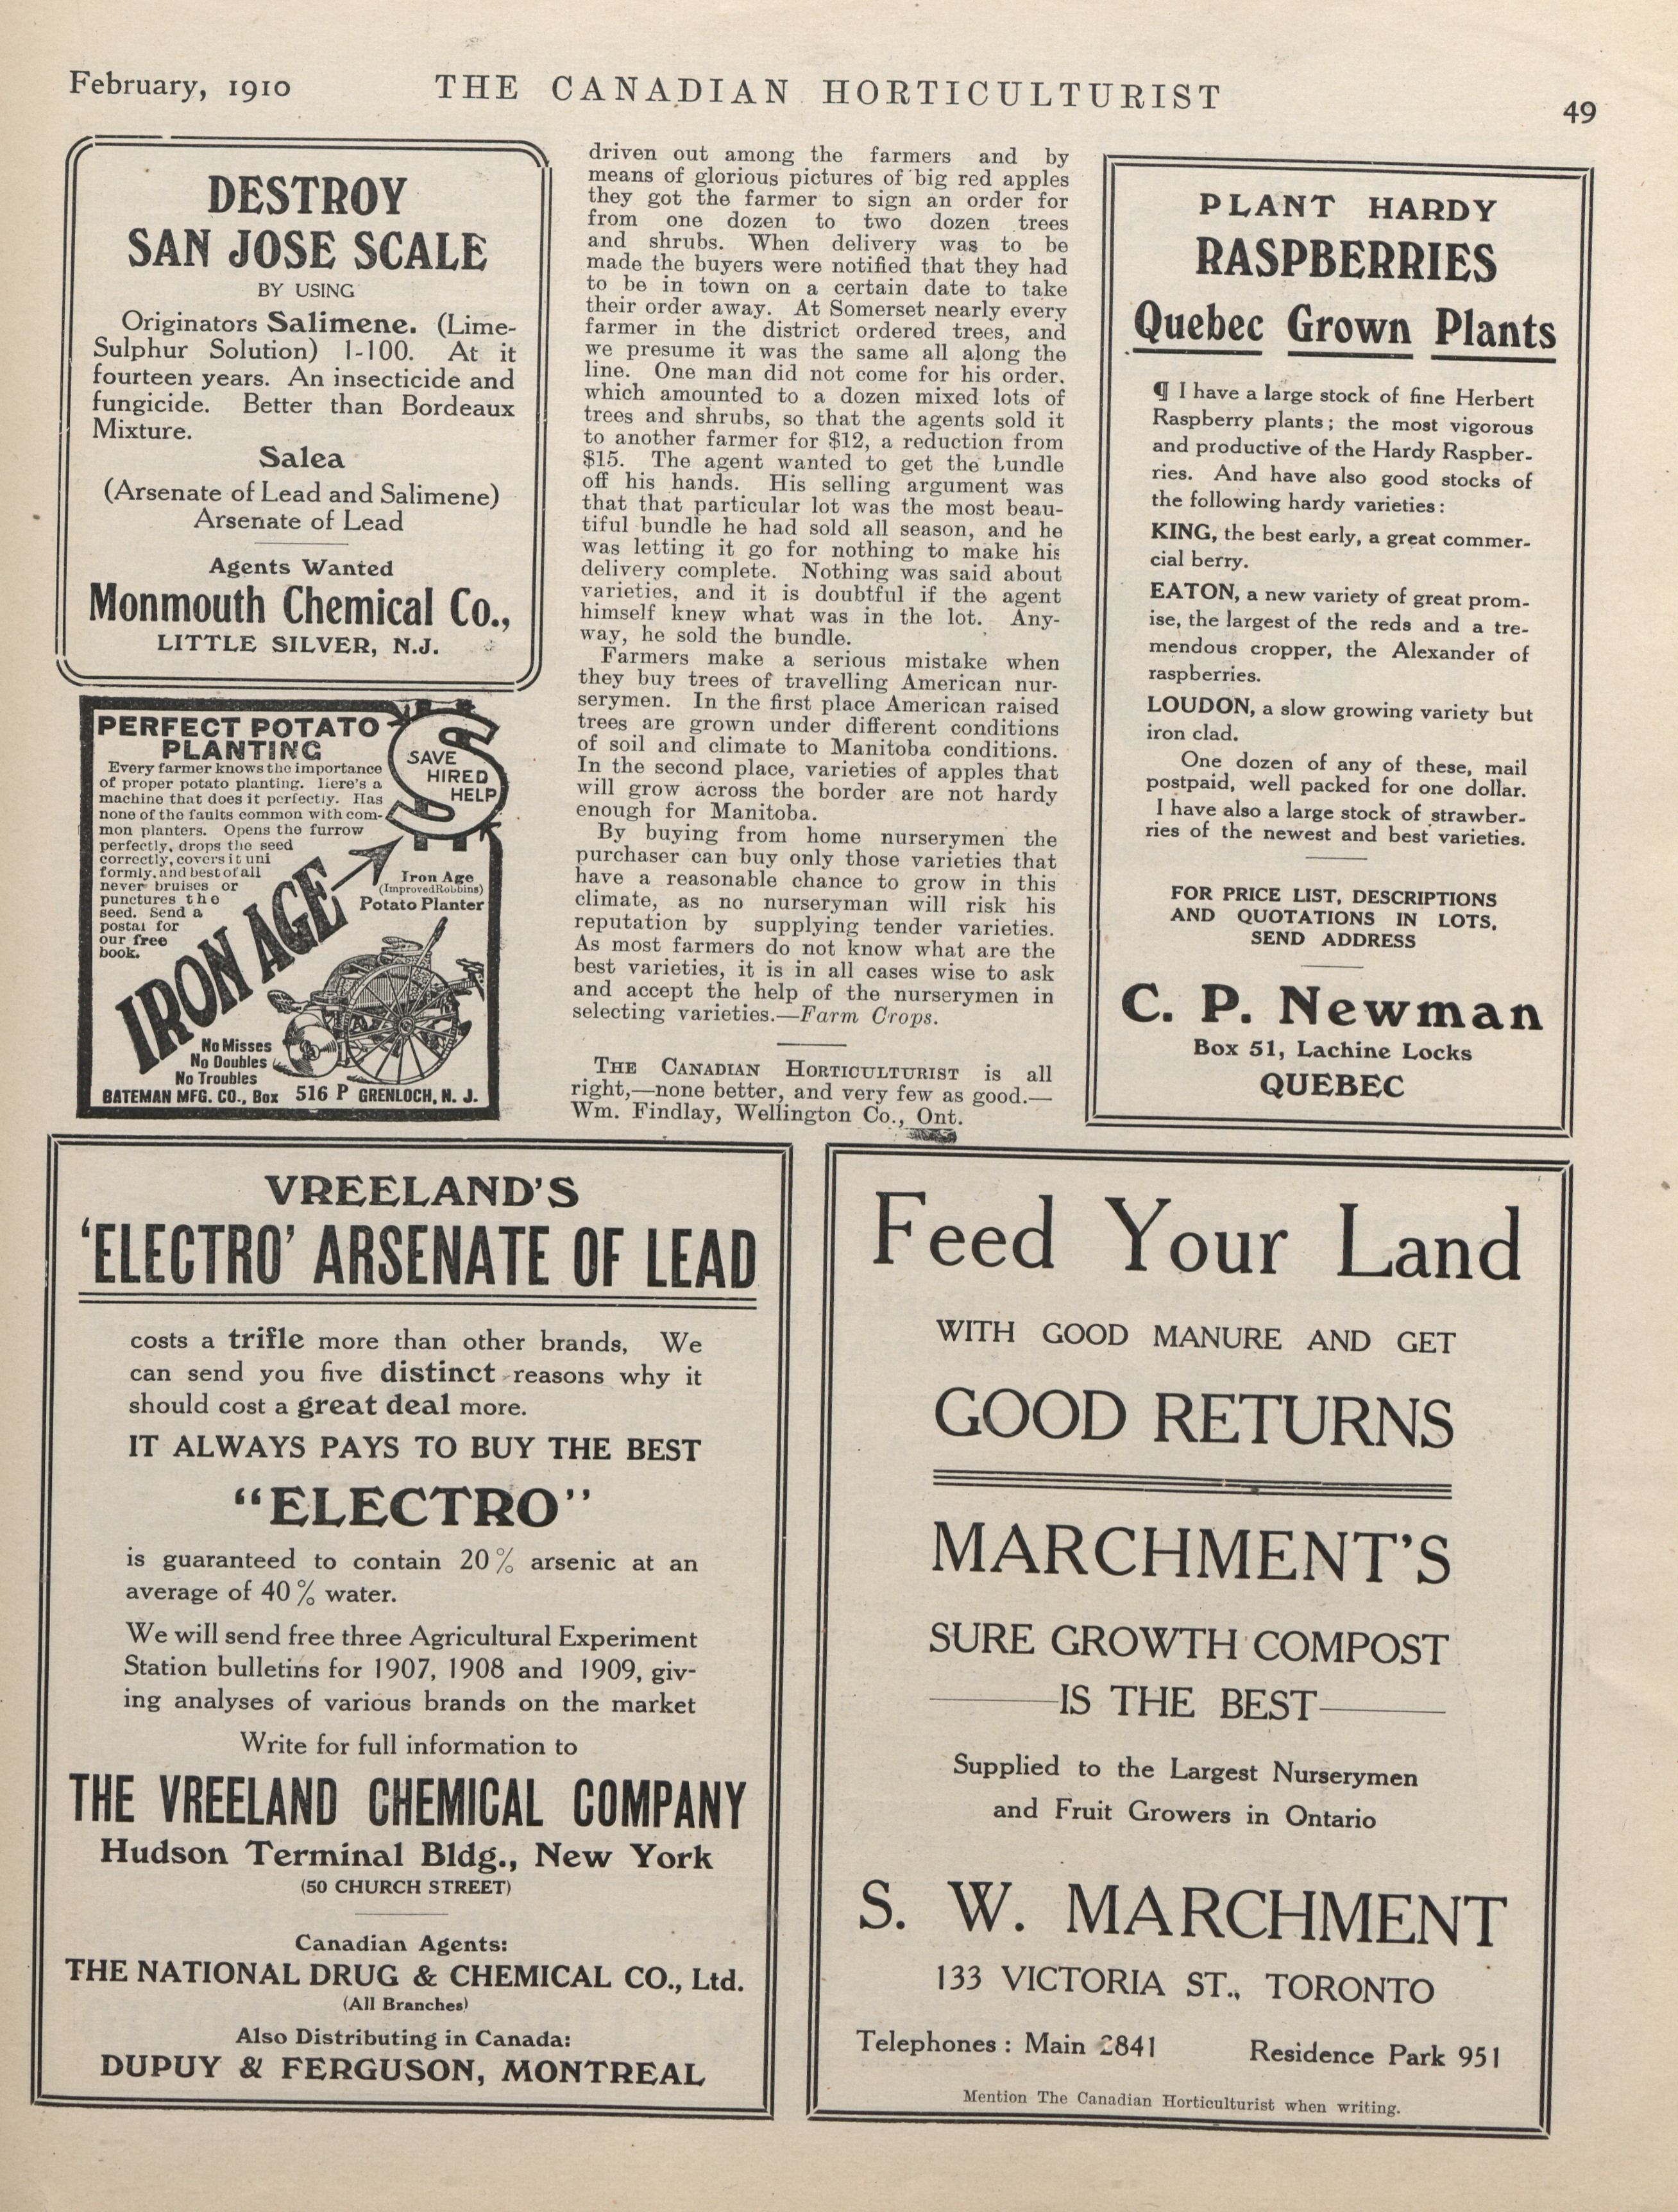 February, 1910
THE CANADIAN HORTICULTURIST
49
DESTROY
SAN JOSE SCALE
BY USING
Originators Salimene. (Lime-
Sulphur Solution) 1-100. At it
fourteen years. An insecticide and
fungicide. Better than Bordeaux
Mixture.
Salea
(Arsenate of Lead and Salimene)
Arsenate of Lead
Agents Wanted
Monmouth Chemical Co.,
LITTLE SILVER, N.J.
PERFECT POTATO
PLANTING
Every farmer knows the importance
of proper potato planting. Here's a
machine that does it perfectly. Has
none of the faults common with com-
mon planters. Opens the furrow
perfectly, drops the seed
correctly, covers it uni
formly, and best of all
never bruises or
punctures the
seed. Send a
postal for
our free
book.
SAVE
HIRED
HELP
IRON AGE
Iron Age
(Improved Robbins)
Potato Planter
No Misses
No Doubles
No Troubles
BATEMAN MFG. CO., Box 516 P GRENLOCH, N. J.
driven out among the farmers and by
means of glorious pictures of big red apples
they got the farmer to sign an order for
from one dozen to two dozen trees
and shrubs. When delivery was to be
made the buyers were notified that they had
to be in town on a certain date to take
their order away. At Somerset nearly every
farmer in the district ordered trees, and
we presume it was the same all along the
line. One man did not come for his order,
which amounted to a dozen mixed lots of
trees and shrubs, so that the agents sold it
to another farmer for $12, a reduction from
$15. The agent wanted to get the bundle
off his hands. His selling argument was
that that particular lot was the most beau-
tiful bundle he had sold all season, and he
was letting it go for nothing to make his
delivery complete. Nothing was said about
varieties, and it is doubtful if the agent
himself knew what was in the lot. Any-
way, he sold the bundle.
Farmers make a serious mistake when
they buy trees of travelling American nur-
serymen. In the first place American raised
trees are grown under different conditions
of soil and climate to Manitoba conditions.
In the second place, varieties of apples that
will grow across the border are not hardy
enough for Manitoba.
By buying from home nurserymen the
purchaser can buy only those varieties that
have a reasonable chance to grow in this
climate, as no nurseryman will risk his
reputation by supplying tender varieties.
As most farmers do not know what are the
best varieties, it is in all cases wise to ask
and accept the help of the nurserymen in
selecting varieties.—Farm Crops.
THE CANADIAN HORTICULTURIST is all
right,—none better, and very few as good.—
Wm. Findlay, Wellington Co., Ont.
PLANT HARDY
RASPBERRIES
Quebec Grown Plants
¶ I have a large stock of fine Herbert
Raspberry plants; the most vigorous
and productive of the Hardy Raspber-
ries. And have also good stocks of
the following hardy varieties:
KING, the best early, a great commer-
cial berry.
EATON, a new variety of great prom-
ise, the largest of the reds and a tre-
mendous cropper, the Alexander of
raspberries.
LOUDON, a slow growing variety but
iron clad.
One dozen of any of these, mail
postpaid, well packed for one dollar.
I have also a large stock of strawber-
ries of the newest and best varieties.
FOR PRICE LIST, DESCRIPTIONS
AND QUOTATIONS IN LOTS,
SEND ADDRESS
C. P. Newman
Box 51, Lachine Locks
QUEBEC
VREELAND'S
'ELECTRO' ARSENATE OF LEAD
costs a trifle more than other brands, We
can send you five distinct reasons why it
should cost a great deal more.
IT ALWAYS PAYS TO BUY THE BEST
"ELECTRO"
is guaranteed to contain 20% arsenic at an
average of 40% water.
We will send free three Agricultural Experiment
Station bulletins for 1907, 1908 and 1909, giv-
ing analyses of various brands on the market
Write for full information to
THE VREELAND CHEMICAL COMPANY
Hudson Terminal Bldg., New York
(50 CHURCH STREET)
Canadian Agents:
THE NATIONAL DRUG & CHEMICAL CO., Ltd.
(All Branches)
Also Distributing in Canada:
DUPUY & FERGUSON, MONTREAL
Feed Your Land
WITH GOOD MANURE AND GET
GOOD RETURNS
MARCHMENT'S
SURE GROWTH COMPOST
IS THE BEST
Supplied to the Largest Nurserymen
and Fruit Growers in Ontario
S. W. MARCHMENT
133 VICTORIA ST., TORONTO
Telephones: Main 2841 Residence Park 951
Mention The Canadian Horticulturist when writing.